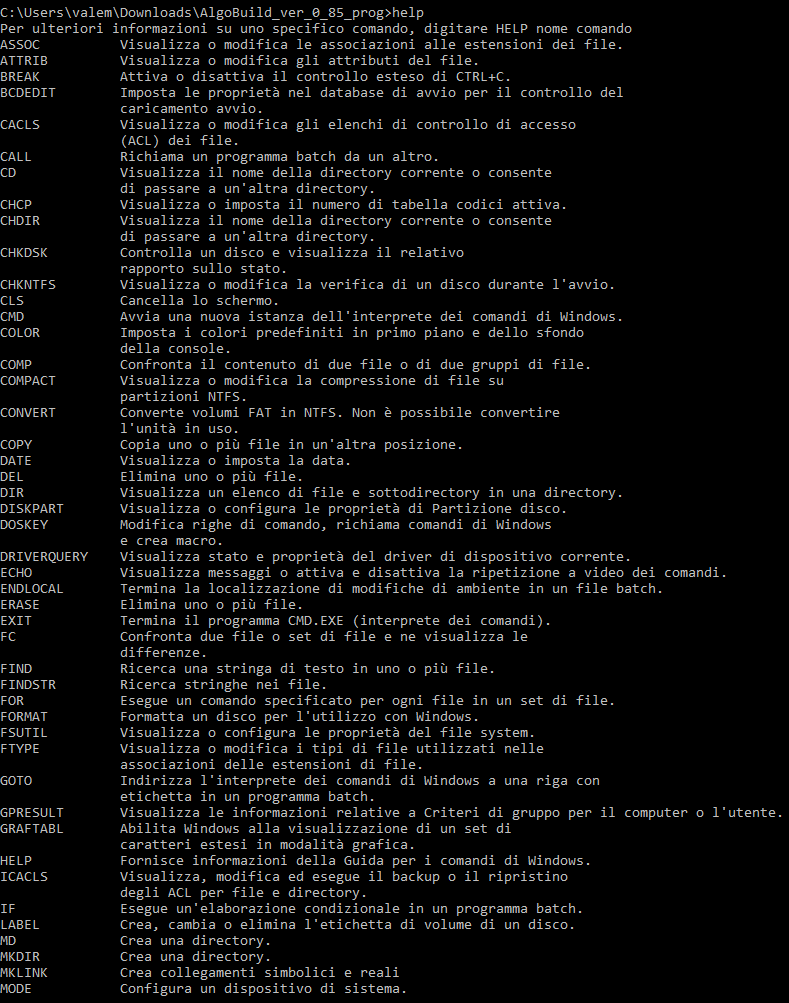 C:\Users\valem\Downloads\AlgoBuild_ver_0_85_prog>help
Per ulteriori informazioni su uno specifico comando, digitare HELP nome comando
ASSOC          Visualizza o modifica le associazioni alle estensioni dei file.
ATTRIB         Visualizza o modifica gli attributi del file.
BREAK          Attiva o disattiva il controllo esteso di CTRL+C.
BCDEDIT        Imposta le proprietà nel database di avvio per il controllo del
               caricamento avvio.
CACLS          Visualizza o modifica gli elenchi di controllo di accesso
               (ACL) dei file.
CALL           Richiama un programma batch da un altro.
CD             Visualizza il nome della directory corrente o consente
               di passare a un'altra directory.
CHCP           Visualizza o imposta il numero di tabella codici attiva.
CHDIR          Visualizza il nome della directory corrente o consente
               di passare a un'altra directory.
CHKDSK         Controlla un disco e visualizza il relativo
               rapporto sullo stato.
CHKNTFS        Visualizza o modifica la verifica di un disco durante l'avvio.
CLS            Cancella lo schermo.
CMD            Avvia una nuova istanza dell'interprete dei comandi di Windows.
COLOR          Imposta i colori predefiniti in primo piano e dello sfondo
               della console.
COMP           Confronta il contenuto di due file o di due gruppi di file.
COMPACT        Visualizza o modifica la compressione di file su
               partizioni NTFS.
CONVERT        Converte volumi FAT in NTFS. Non è possibile convertire
               l'unità in uso.
COPY           Copia uno o più file in un'altra posizione.
DATE           Visualizza o imposta la data.
DEL            Elimina uno o più file.
DIR            Visualizza un elenco di file e sottodirectory in una directory.
DISKPART       Visualizza o configura le proprietà di Partizione disco.
DOSKEY         Modifica righe di comando, richiama comandi di Windows
               e crea macro.
DRIVERQUERY    Visualizza stato e proprietà del driver di dispositivo corrente.
ECHO           Visualizza messaggi o attiva e disattiva la ripetizione a video dei comandi.
ENDLOCAL       Termina la localizzazione di modifiche di ambiente in un file batch.
ERASE          Elimina uno o più file.
EXIT           Termina il programma CMD.EXE (interprete dei comandi).
FC             Confronta due file o set di file e ne visualizza le
               differenze.
FIND           Ricerca una stringa di testo in uno o più file.
FINDSTR        Ricerca stringhe nei file.
FOR            Esegue un comando specificato per ogni file in un set di file.
FORMAT         Formatta un disco per l'utilizzo con Windows.
FSUTIL         Visualizza o configura le proprietà del file system.
FTYPE          Visualizza o modifica i tipi di file utilizzati nelle
               associazioni delle estensioni di file.
GOTO           Indirizza l'interprete dei comandi di Windows a una riga con
               etichetta in un programma batch.
GPRESULT       Visualizza le informazioni relative a Criteri di gruppo per il computer o l'utente.
GRAFTABL       Abilita Windows alla visualizzazione di un set di
               caratteri estesi in modalità grafica.
HELP           Fornisce informazioni della Guida per i comandi di Windows.
ICACLS         Visualizza, modifica ed esegue il backup o il ripristino
               degli ACL per file e directory.
IF             Esegue un'elaborazione condizionale in un programma batch.
LABEL          Crea, cambia o elimina l'etichetta di volume di un disco.
MD             Crea una directory.
MKDIR          Crea una directory.
MKLINK         Crea collegamenti simbolici e reali
MODE           Configura un dispositivo di sistema.